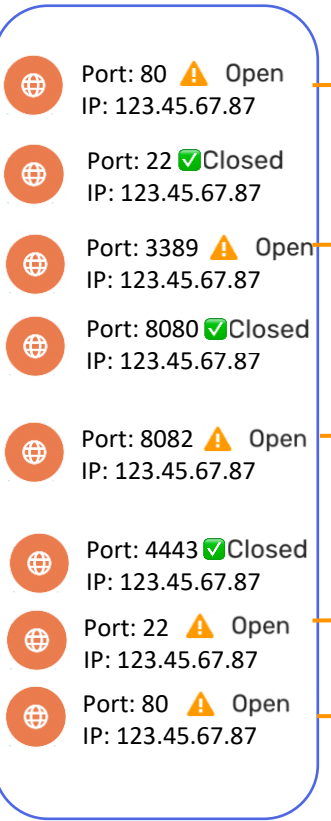 Port: 80 ⚠ Open
IP: 123.45.67.87
Port: 22 ✅Closed
IP: 123.45.67.87
Port: 3389 ⚠ Open
IP: 123.45.67.87
Port: 8080 ✅Closed
IP: 123.45.67.87
Port: 8082 ⚠ Open
IP: 123.45.67.87
Port: 4443 ✅Closed
IP: 123.45.67.87
Port: 22 ⚠ Open
IP: 123.45.67.87
Port: 80 ⚠ Open
IP: 123.45.67.87